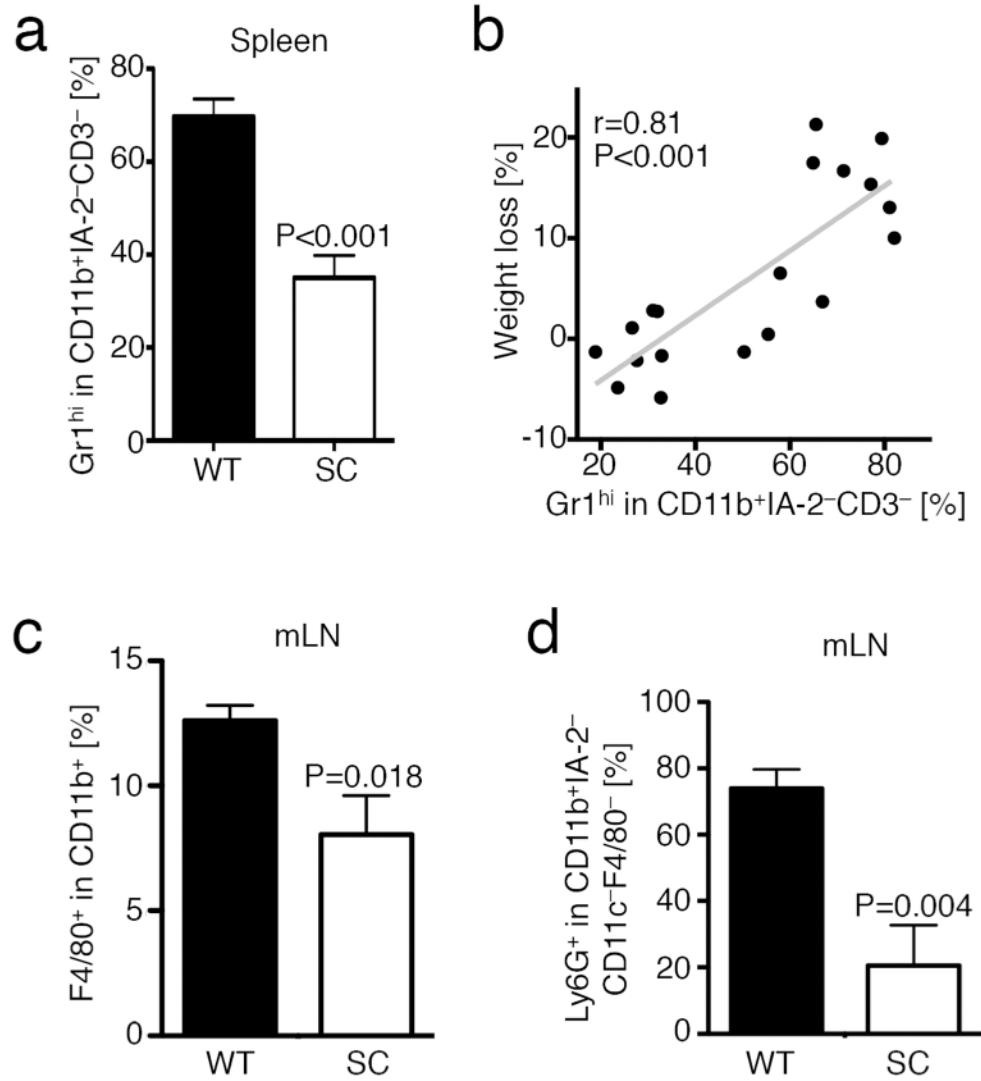 a
Spleen
Gr1ʰⁱ in CD11b⁺IA-2⁻CD3⁻ [%]
80
60
40
20
0
P<0.001
WT
SC
b
Weight loss [%]
20
10
0
-10
r=0.81
P<0.001
20
40
60
80
Gr1ʰⁱ in CD11b⁺IA-2⁻CD3⁻ [%]
c
mLN
F4/80⁺ in CD11b⁺ [%]
15
10
5
0
P=0.018
WT
SC
d
mLN
Ly6G⁺ in CD11b⁺IA-2⁻
CD11c⁻F4/80⁻ [%]
100
80
60
40
20
0
P=0.004
WT
SC